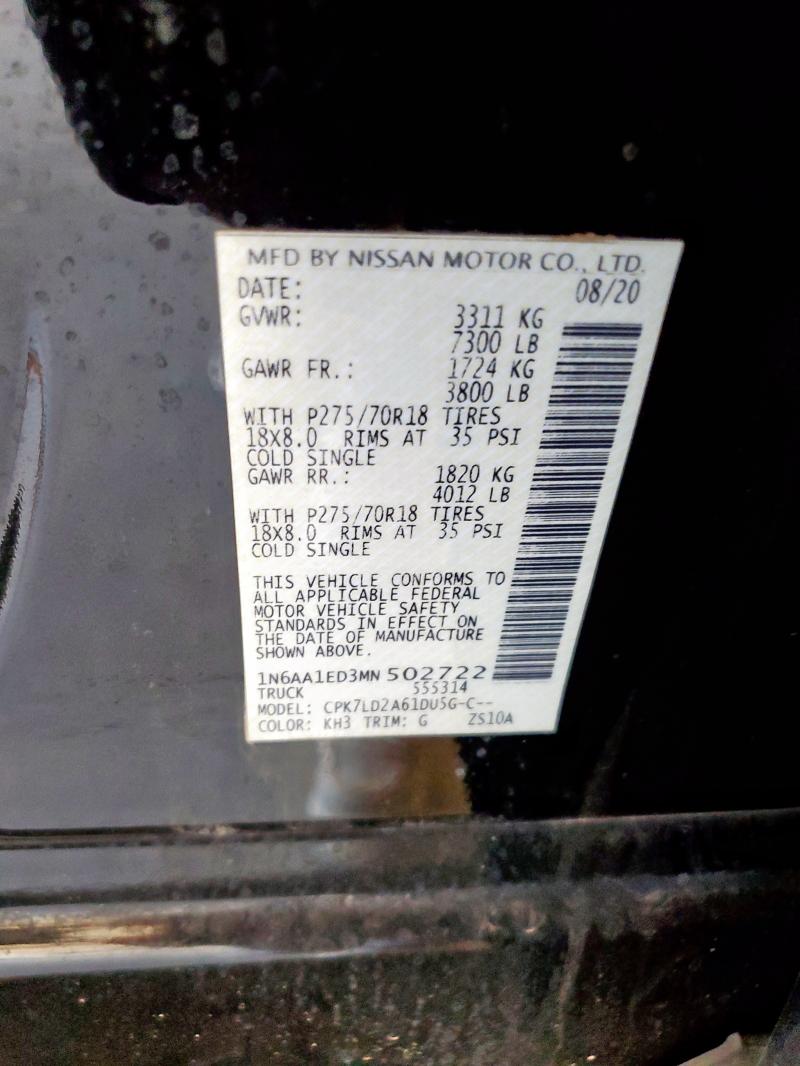 MFD BY NISSAN MOTOR CO., LTD.
DATE: 08/20
GVWR: 3311 KG
7300 LB
GAWR FR.: 1724 KG
3800 LB
WITH P275/70R18 TIRES
18X8.0 RIMS AT 35 PSI
COLD SINGLE
GAWR RR.: 1820 KG
4012 LB
WITH P275/70R18 TIRES
18X8.0 RIMS AT 35 PSI
COLD SINGLE
THIS VEHICLE CONFORMS TO
ALL APPLICABLE FEDERAL
MOTOR VEHICLE SAFETY
STANDARDS IN EFFECT ON
THE DATE OF MANUFACTURE
SHOWN ABOVE.
1N6AA1ED3MN 502722
TRUCK 555314
MODEL: CPK7LD2A61DU5G-C--
COLOR: KH3 TRIM: G ZS10A